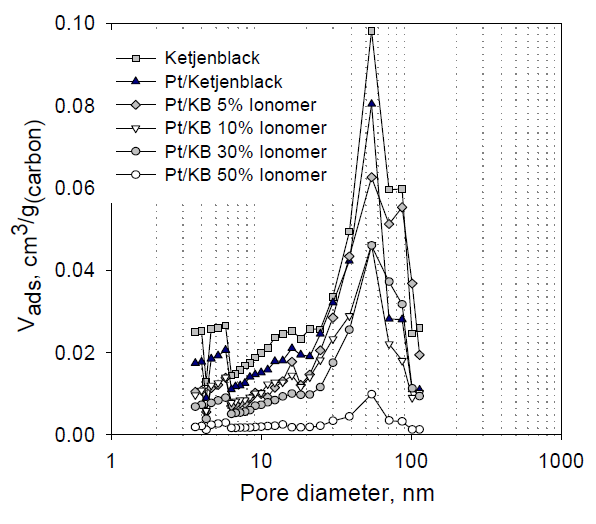 0.10
0.08
0.06
0.04
0.02
0.00
Vads, cm3/g(carbon)
Ketjenblack
Pt/Ketjenblack
Pt/KB 5% Ionomer
Pt/KB 10% Ionomer
Pt/KB 30% Ionomer
Pt/KB 50% Ionomer
1
10
100
1000
Pore diameter, nm